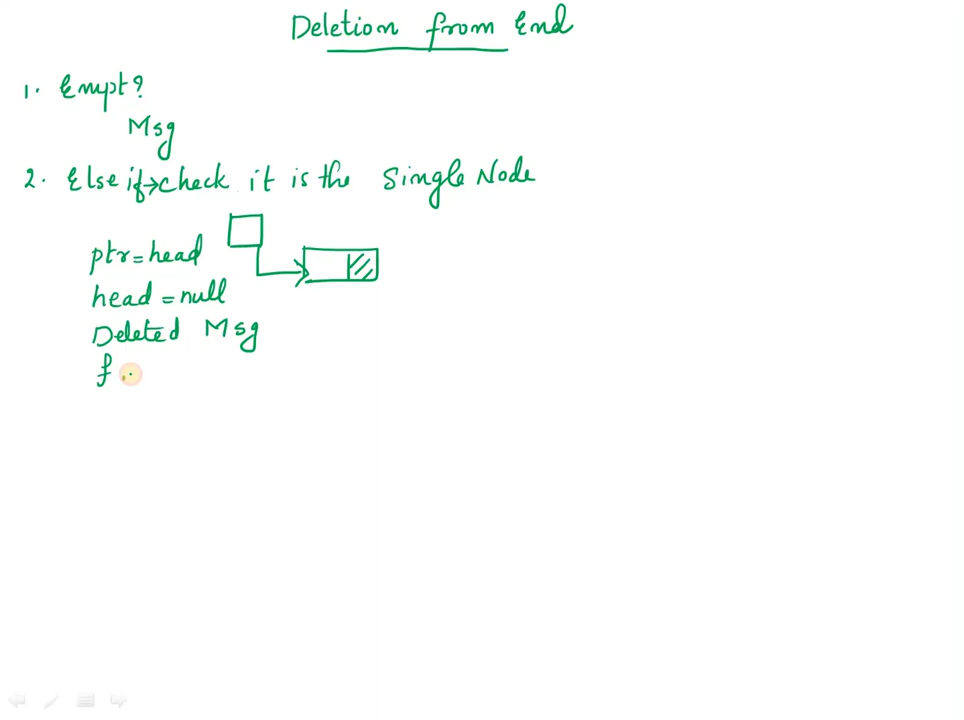 Deletion from End
1. Empt?
Msg
2. Else if→check it is the Single Node
ptr=head
head=null
Deleted Msg
f